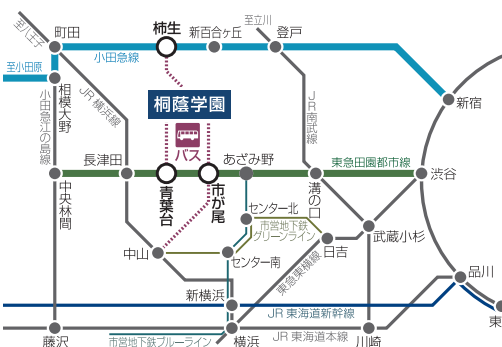 至八王子
町田
柿生
新百合ヶ丘
至立川
登戸
小田急線
至小田原
相模大野
JR 横浜線
桐蔭学園
JR南武線
新宿
小田急江の島線
バス
長津田
あざみ野
東急田園都市線
渋谷
中央林間
青葉台
市が尾
溝の口
センター北
市営地下鉄
グリーンライン
武蔵小杉
日吉
中山
センター南
東急東横線
品川
新横浜
JR 東海道新幹線
東
JR 東海道本線
市営地下鉄ブルーライン
藤沢
横浜
川崎